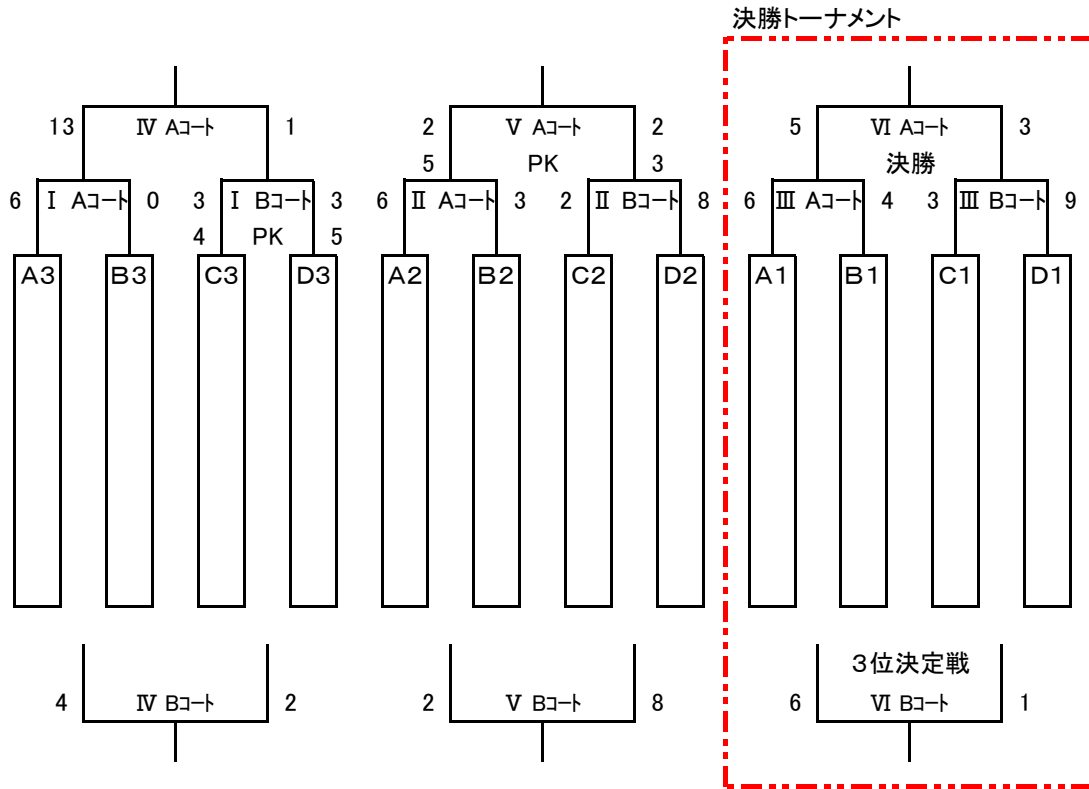 決勝トーナメント
13 Ⅳ Aコート 1 2 Ⅴ Aコート 2 5 Ⅵ Aコート 3
5 PK 3 決勝
6 Ⅰ Aコート 0 3 Ⅰ Bコート 3 6 Ⅱ Aコート 3 2 Ⅱ Bコート 8 6 Ⅲ Aコート 4 3 Ⅲ Bコート 9
4 PK 5
A3 B3 C3 D3 A2 B2 C2 D2 A1 B1 C1 D1
3位決定戦
4 Ⅳ Bコート 2 2 Ⅴ Bコート 8 6 Ⅵ Bコート 1